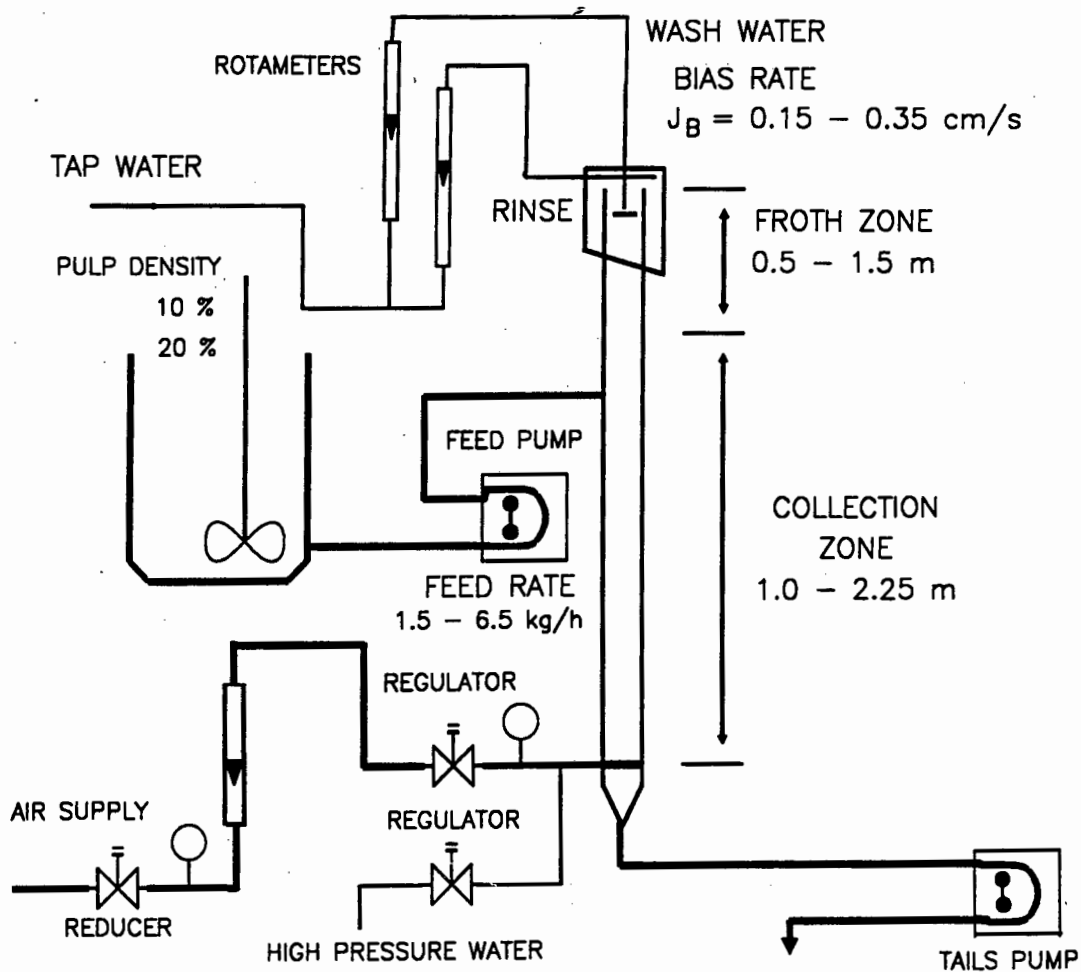 WASH WATER
ROTAMETERS
BIAS RATE
J_B = 0.15 – 0.35 cm/s
TAP WATER
RINSE
FROTH ZONE
0.5 – 1.5 m
PULP DENSITY
10 %
20 %
FEED PUMP
COLLECTION
ZONE
1.0 – 2.25 m
FEED RATE
1.5 – 6.5 kg/h
REGULATOR
AIR SUPPLY
REGULATOR
REDUCER
HIGH PRESSURE WATER
TAILS PUMP